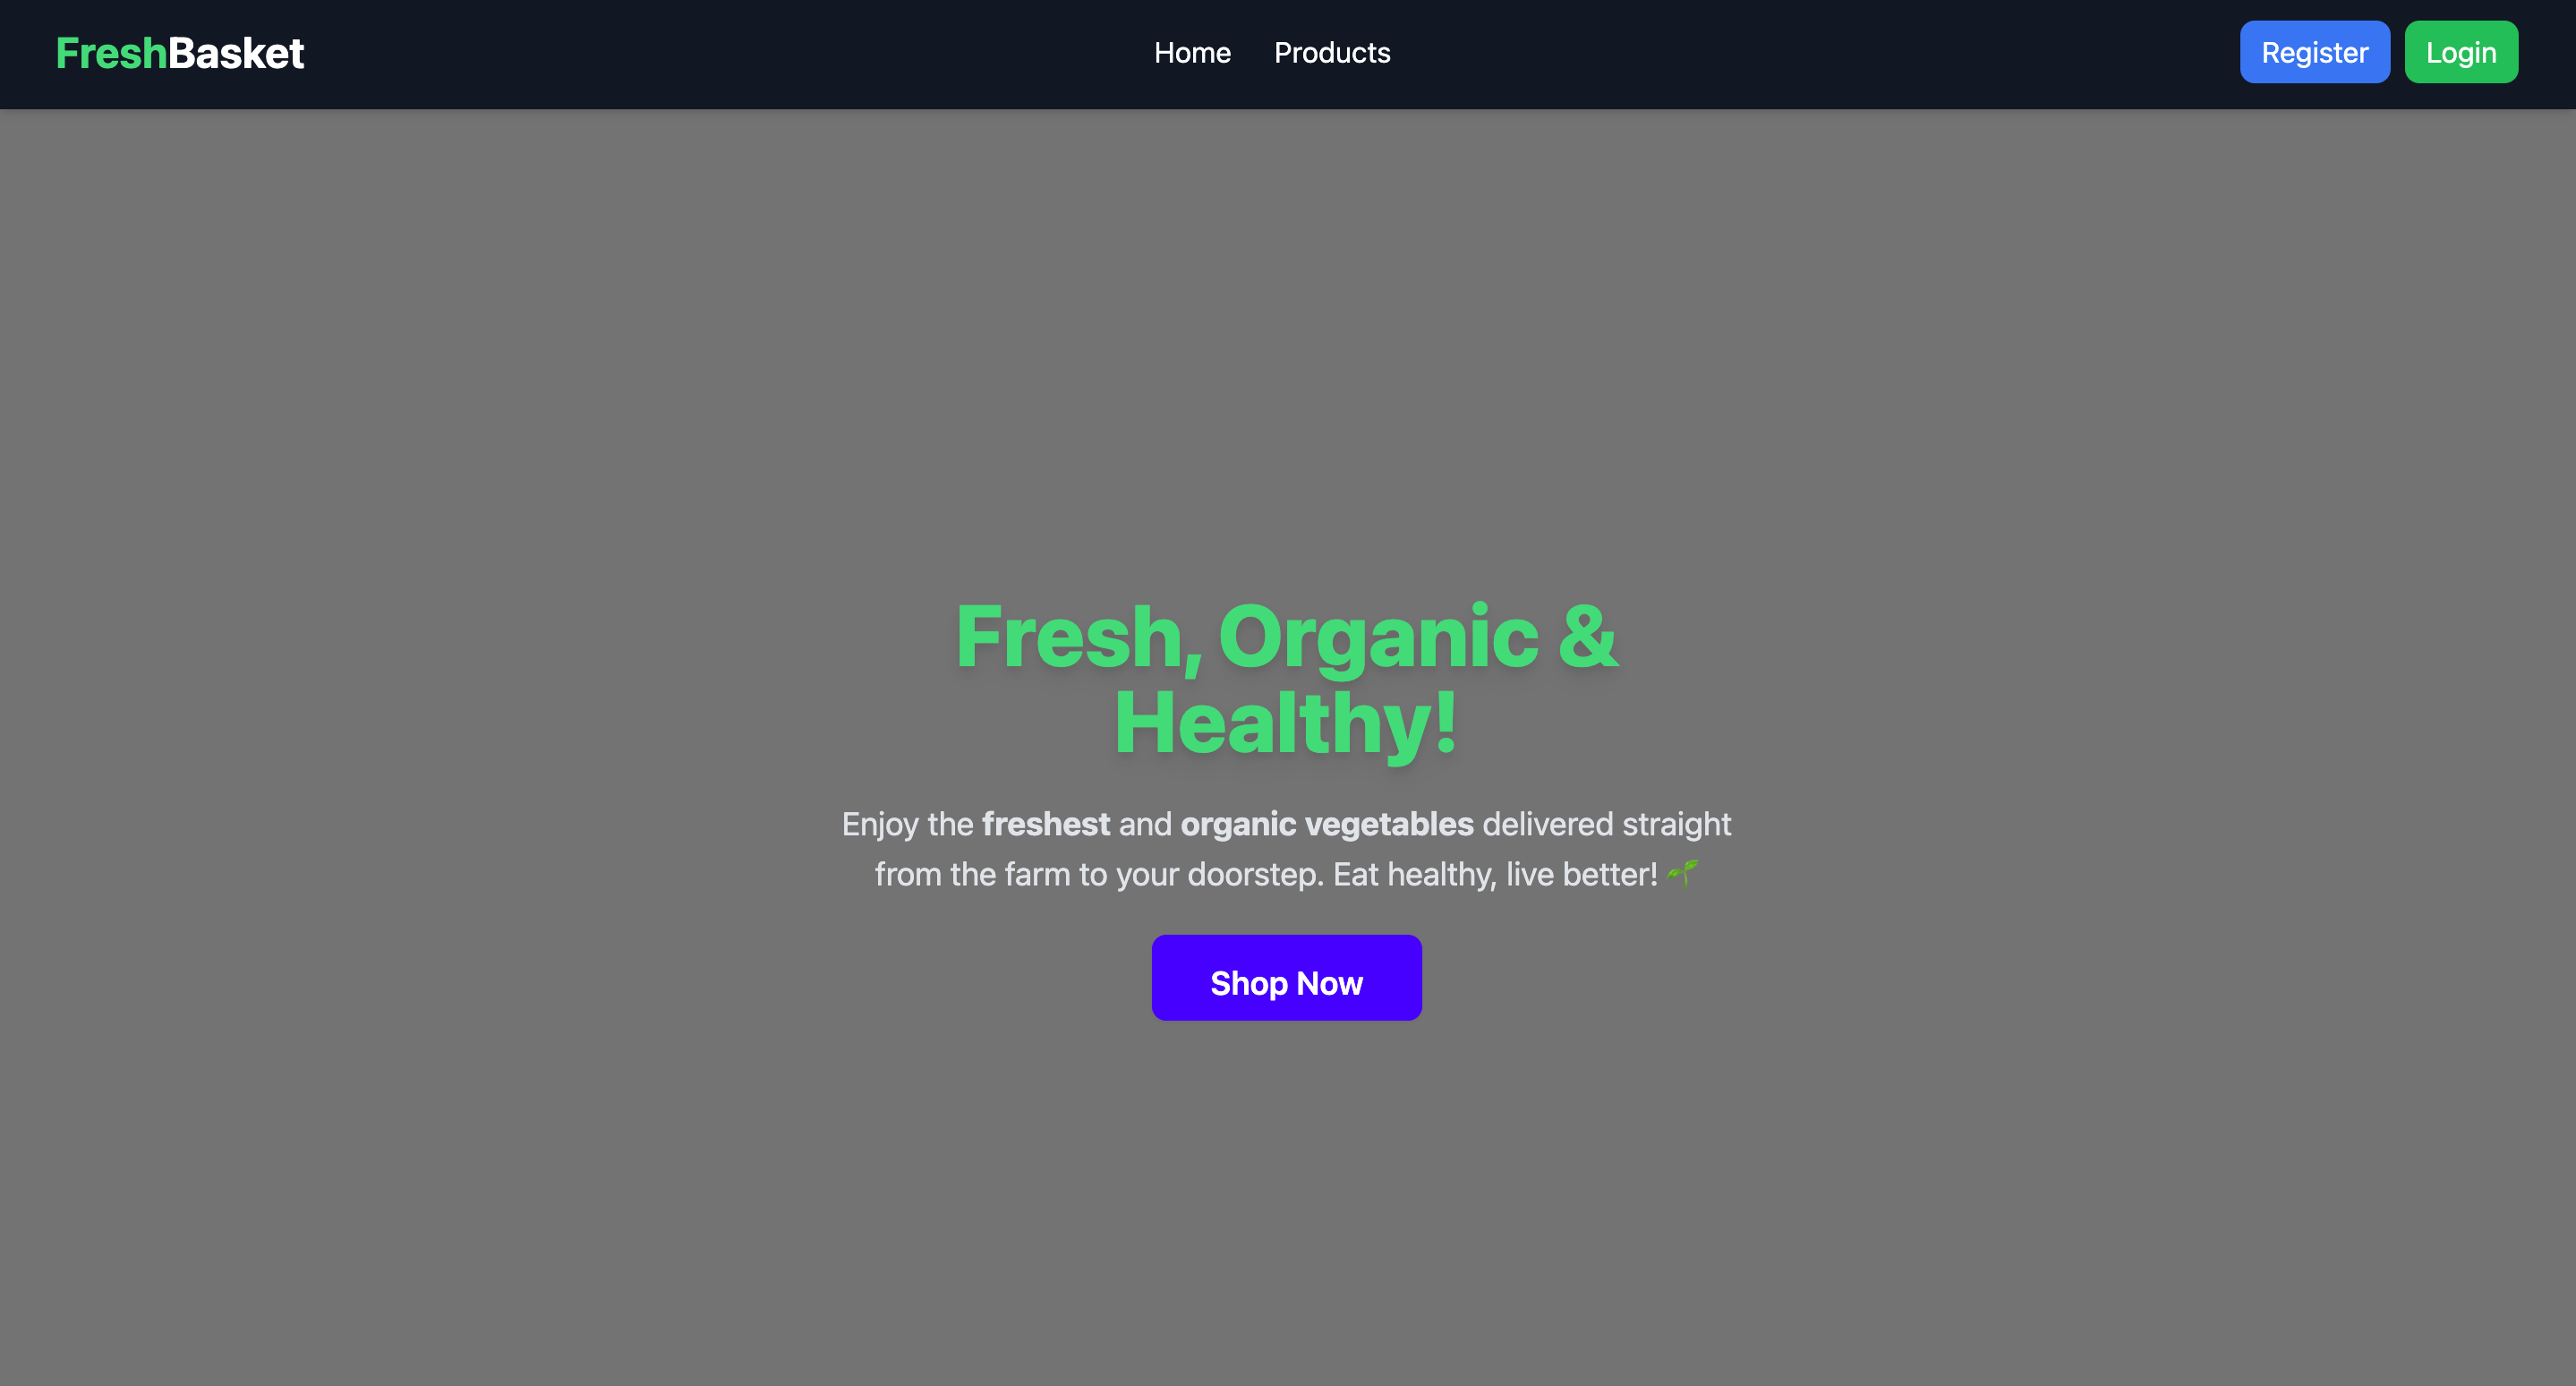 FreshBasket
Home
Products
Register
Login
Fresh, Organic &
Healthy!
Enjoy the freshest and organic vegetables delivered straight
from the farm to your doorstep. Eat healthy, live better! 🌱
Shop Now